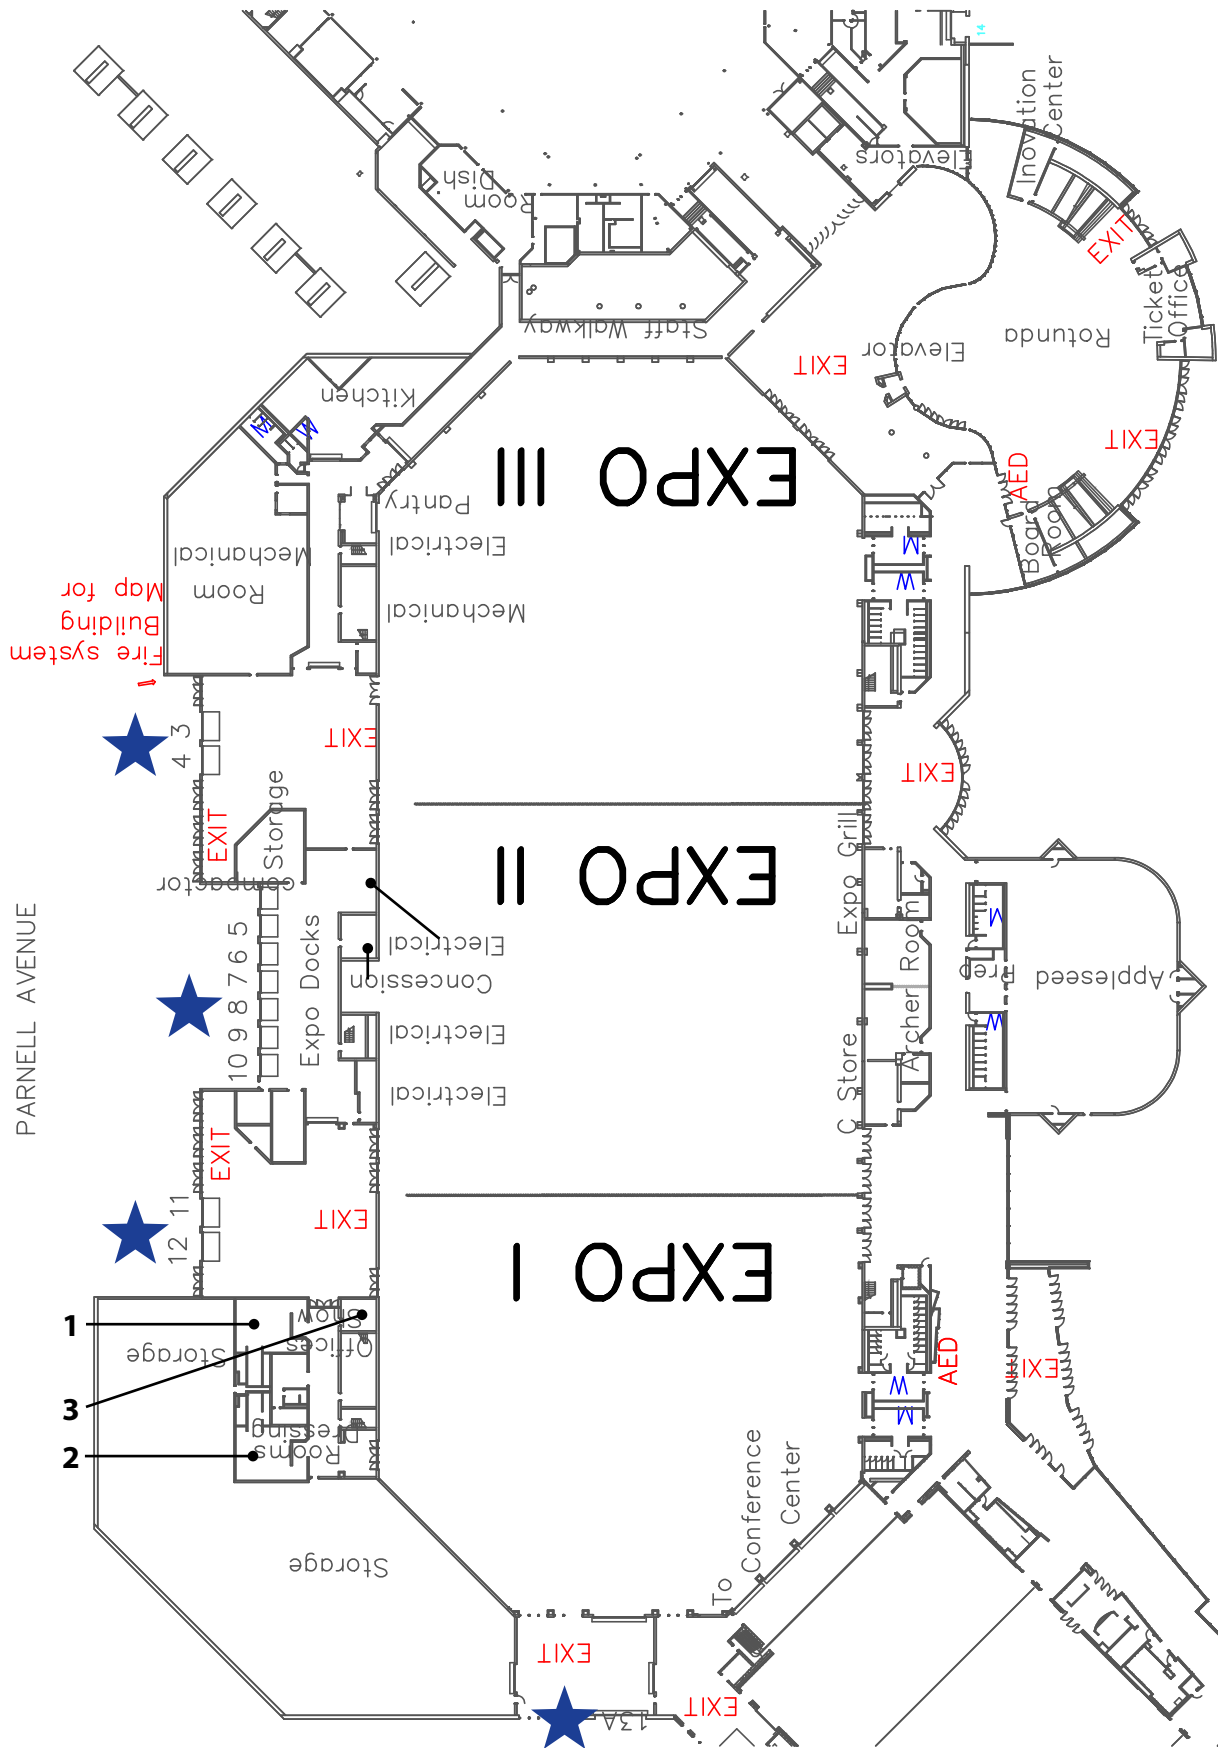 14
Inovation
Center
Elevators
Dish
Room
EXIT
Ticket
Office
Staff Walkway
Rotunda
Elevator
EXIT
Kitchen
W
M
EXIT
EXPO III
AED
Pantry
Board
Room
Electrical
M
Mechanical
Room
W
Mechanical
Map for
Building
Fire system
3
4
EXIT
EXIT
Storage
EXIT
Expo Grill
EXPO II
compactor
PARNELL AVENUE
5
6
7
8
9
10
Expo Docks
Electrical
Concession
Electrical
Electrical
Archer Room
C Store
M
Prep
Appleseed
W
EXIT
11
12
EXIT
EXPO I
1
Show
Offices
Storage
3
AED
EXIT
W
M
Dressing
Rooms
2
To
Conference
Center
Storage
EXIT
EXIT
13A